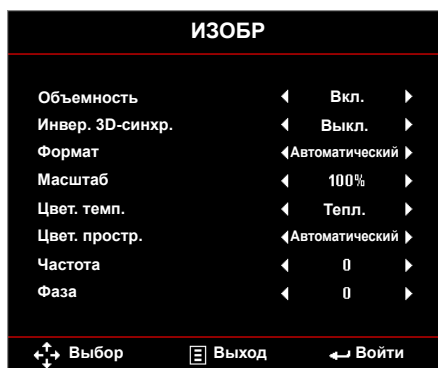 ИЗОБР
Объемность Вкл.
Инвер. 3D-синхр. Выкл.
Формат Автоматический
Масштаб 100%
Цвет. темп. Тепл.
Цвет. простр. Автоматический
Частота 0
Фаза 0
Выбор Выход Войти